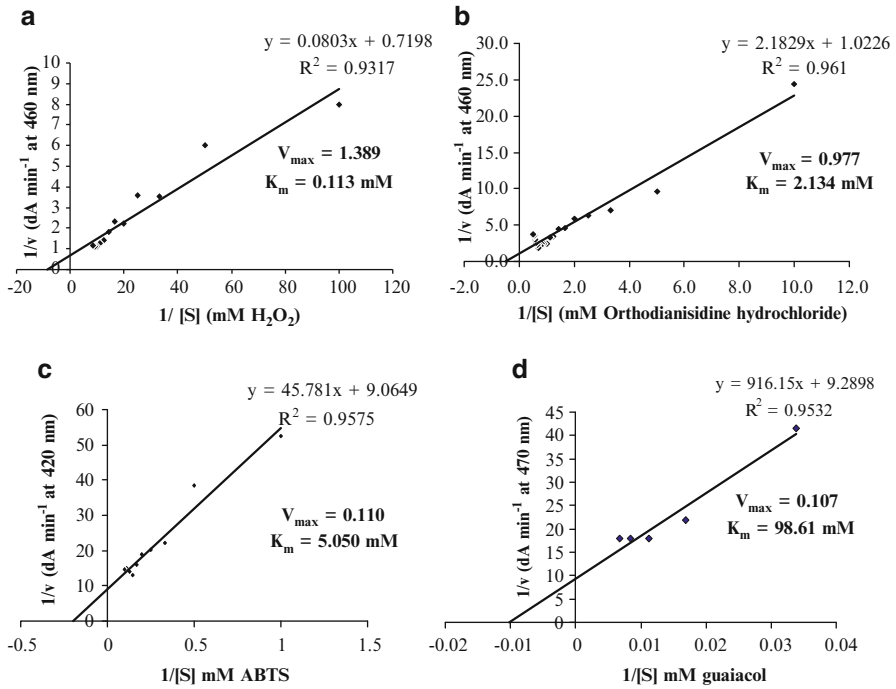 a
y = 0.0803x + 0.7198
R² = 0.9317
1/v (dA min⁻¹ at 460 nm)
10
9
8
7
6
5
4
3
2
1
0
V_max = 1.389
K_m = 0.113 mM
-20 0 20 40 60 80 100 120
1/ [S] (mM H₂O₂)
b
y = 2.1829x + 1.0226
R² = 0.961
1/v (dA min⁻¹ at 460 nm)
30.0
25.0
20.0
15.0
10.0
5.0
0.0
V_max = 0.977
K_m = 2.134 mM
-2.0 0.0 2.0 4.0 6.0 8.0 10.0 12.0
1/[S] (mM Orthodianisidine hydrochloride)
c
y = 45.781x + 9.0649
R² = 0.9575
1/v (dA min⁻¹ at 420 nm)
60
50
40
30
20
10
0
V_max = 0.110
K_m = 5.050 mM
-0.5 0 0.5 1 1.5
1/[S] mM ABTS
d
y = 916.15x + 9.2898
R² = 0.9532
1/v (dA min⁻¹ at 470 nm)
45
40
35
30
25
20
15
10
5
0
V_max = 0.107
K_m = 98.61 mM
-0.02 -0.01 0 0.01 0.02 0.03 0.04
1/[S] mM guaiacol